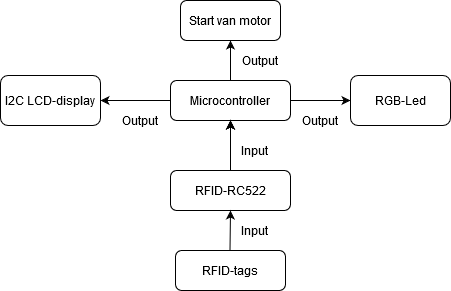 Start van motor
Output
I2C LCD-display
Microcontroller
RGB-Led
Output
Output
Input
RFID-RC522
Input
RFID-tags